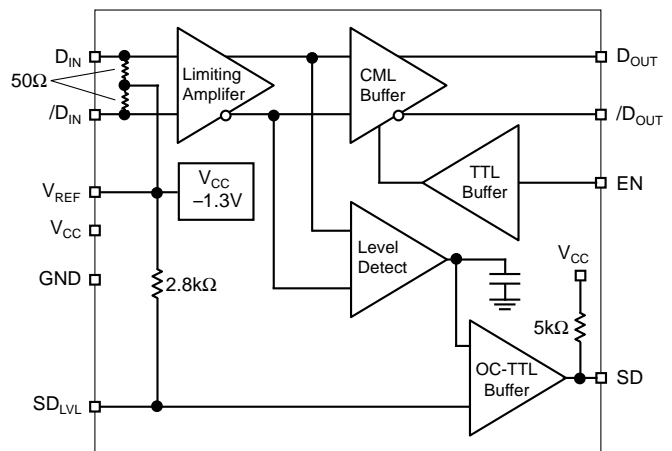 D_IN
50Ω
/D_IN
V_REF
V_CC
GND
SD_LVL
Limiting
Amplifer
V_CC
–1.3V
2.8kΩ
CML
Buffer
TTL
Buffer
Level
Detect
OC-TTL
Buffer
V_CC
5kΩ
D_OUT
/D_OUT
EN
SD